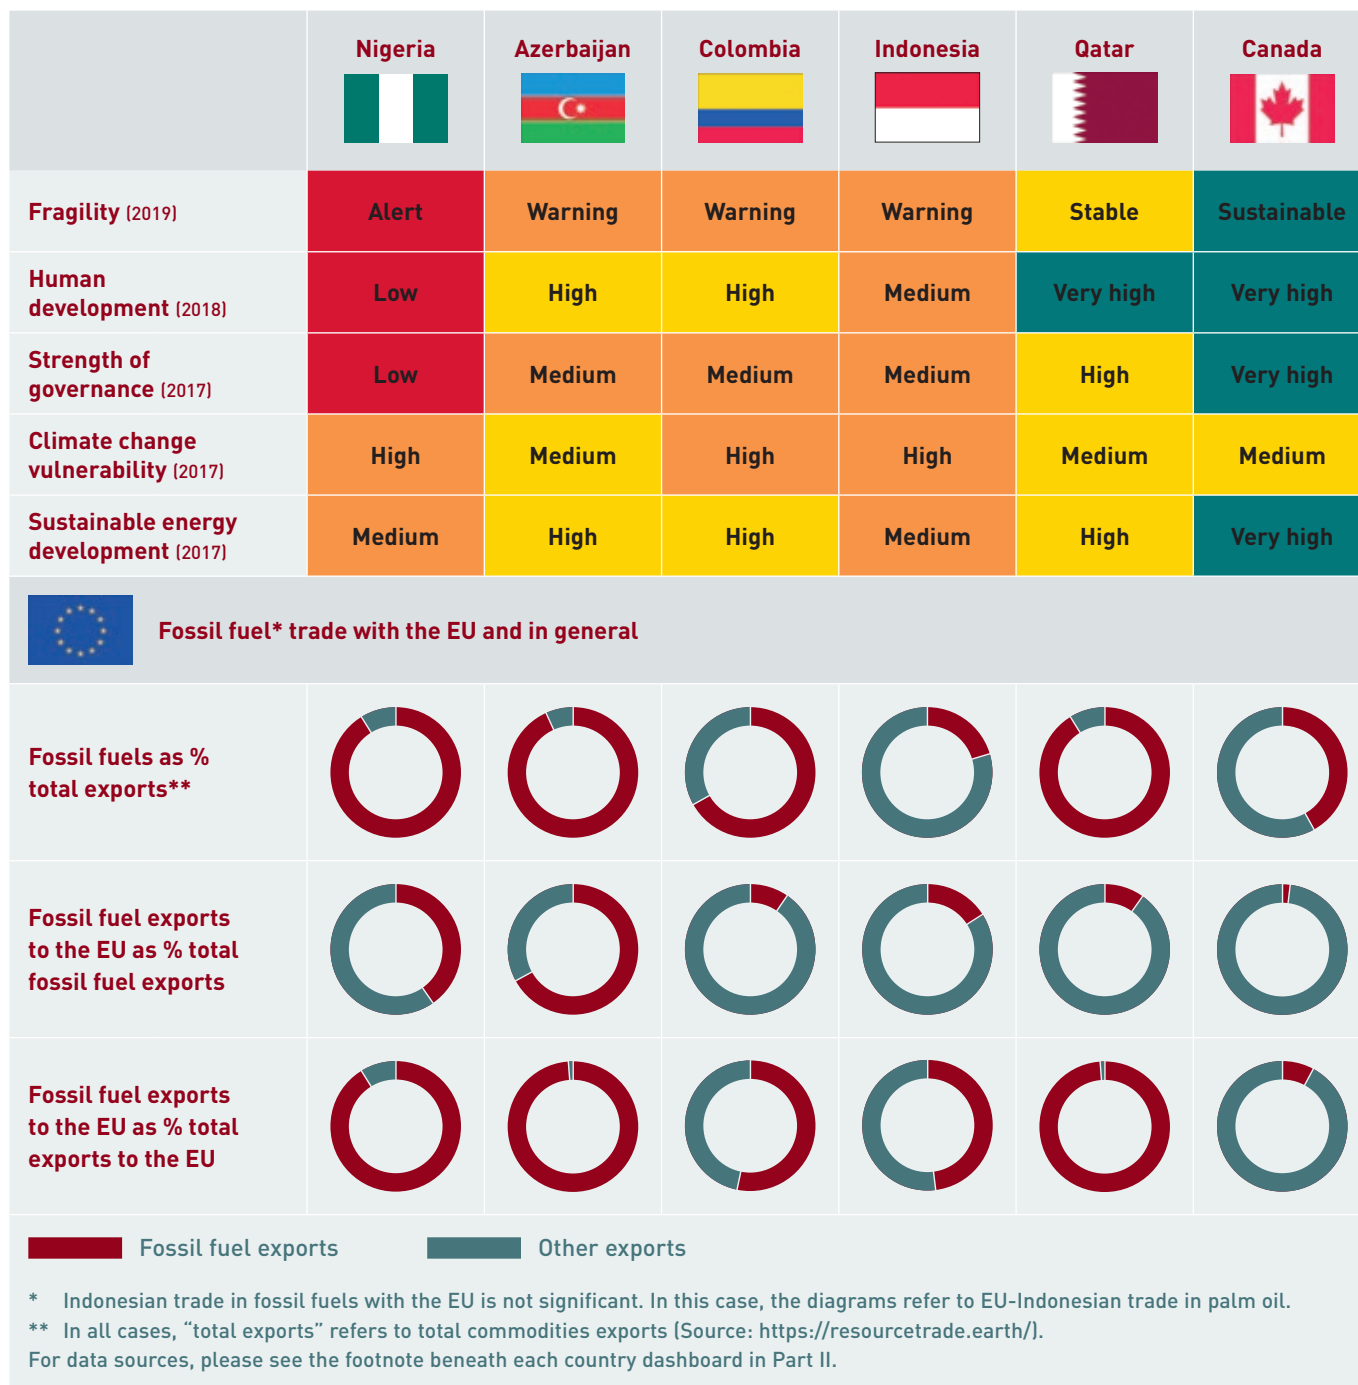 Nigeria Azerbaijan Colombia Indonesia Qatar Canada
Fragility (2019) Alert Warning Warning Warning Stable Sustainable
Human
development (2018) Low High High Medium Very high Very high
Strength of
governance (2017) Low Medium Medium Medium High Very high
Climate change
vulnerability (2017) High Medium High High Medium Medium
Sustainable energy
development (2017) Medium High High Medium High Very high
Fossil fuel* trade with the EU and in general
Fossil fuels as %
total exports**
Fossil fuel exports
to the EU as % total
fossil fuel exports
Fossil fuel exports
to the EU as % total
exports to the EU
Fossil fuel exports Other exports
* Indonesian trade in fossil fuels with the EU is not significant. In this case, the diagrams refer to EU-Indonesian trade in palm oil.
** In all cases, “total exports” refers to total commodities exports (Source: https://resourcetrade.earth/).
For data sources, please see the footnote beneath each country dashboard in Part II.